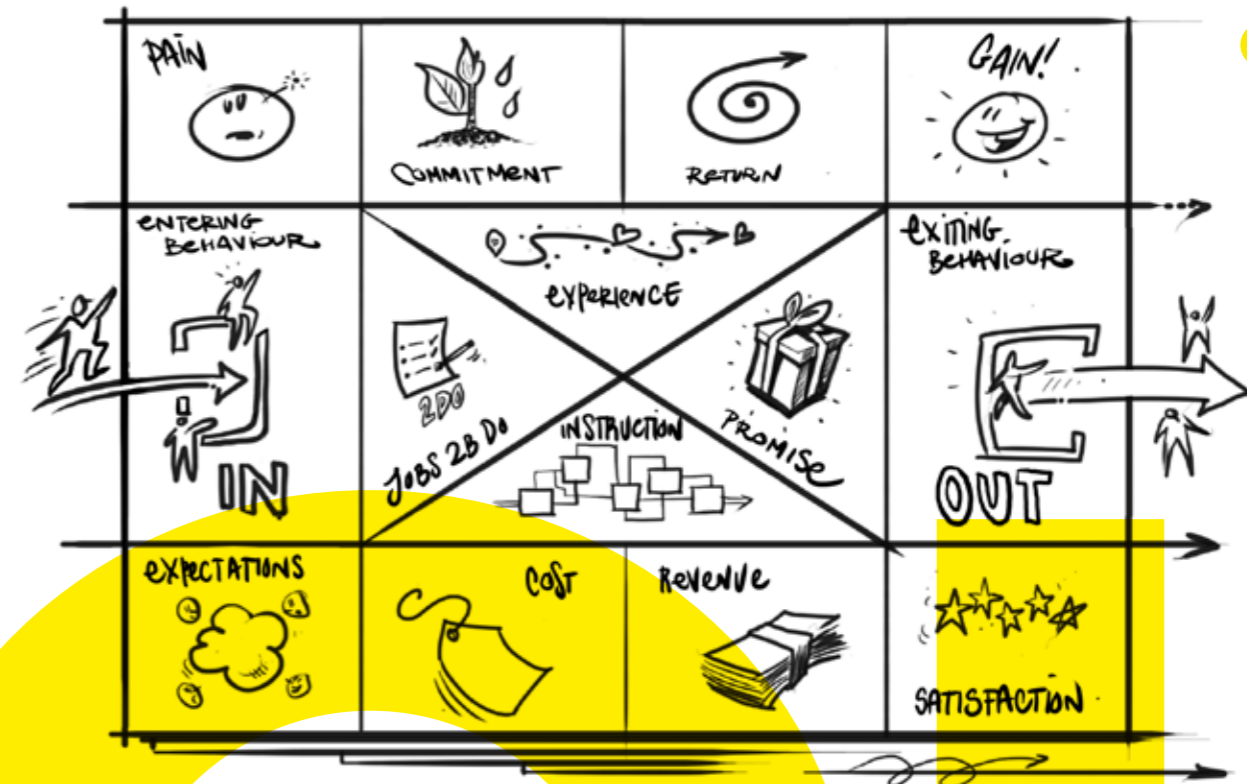 PAIN
COMMITMENT
RETURN
GAIN!
ENTERING
BEHAVIOUR
EXPERIENCE
EXITING
BEHAVIOUR
2DO
JOBS 2B DO
INSTRUCTION
PROMISE
IN
OUT
EXPECTATIONS
COST
REVENUE
SATISFACTION